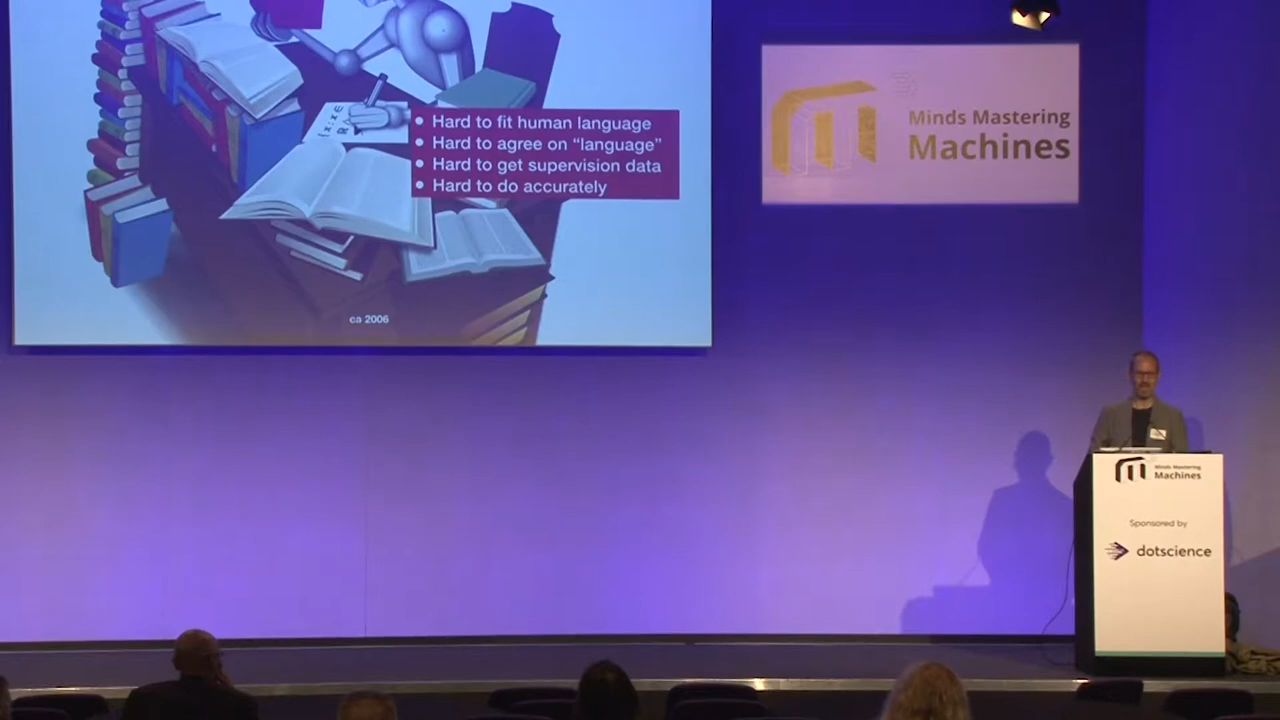 ● Hard to fit human language
● Hard to agree on “language”
● Hard to get supervision data
● Hard to do accurately
ca 2006
Minds Mastering
Machines
Minds Mastering
Machines
Sponsored by
dotscience